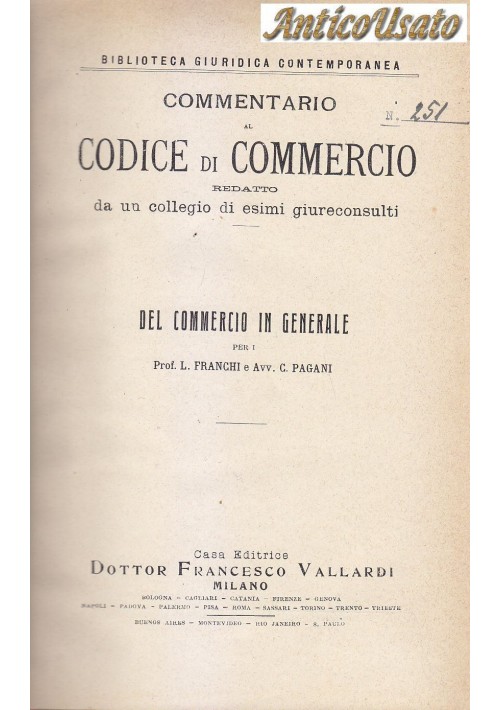 AnticoUsato
BIBLIOTECA GIURIDICA CONTEMPORANEA
COMMENTARIO
N. 251
AL
CODICE DI COMMERCIO
REDATTO
da un collegio di esimi giureconsulti
DEL COMMERCIO IN GENERALE
PER I
Prof. L. FRANCHI e Avv. C. PAGANI
Casa Editrice
DOTTOR FRANCESCO VALLARDI
MILANO
BOLOGNA - CAGLIARI - CATANIA - FIRENZE - GENOVA
NAPOLI - PADOVA - PALERMO - PISA - ROMA - SASSARI - TORINO - TRENTO - TRIESTE
BUENOS AIRES - MONTEVIDEO - RIO JANEIRO - S. PAULO